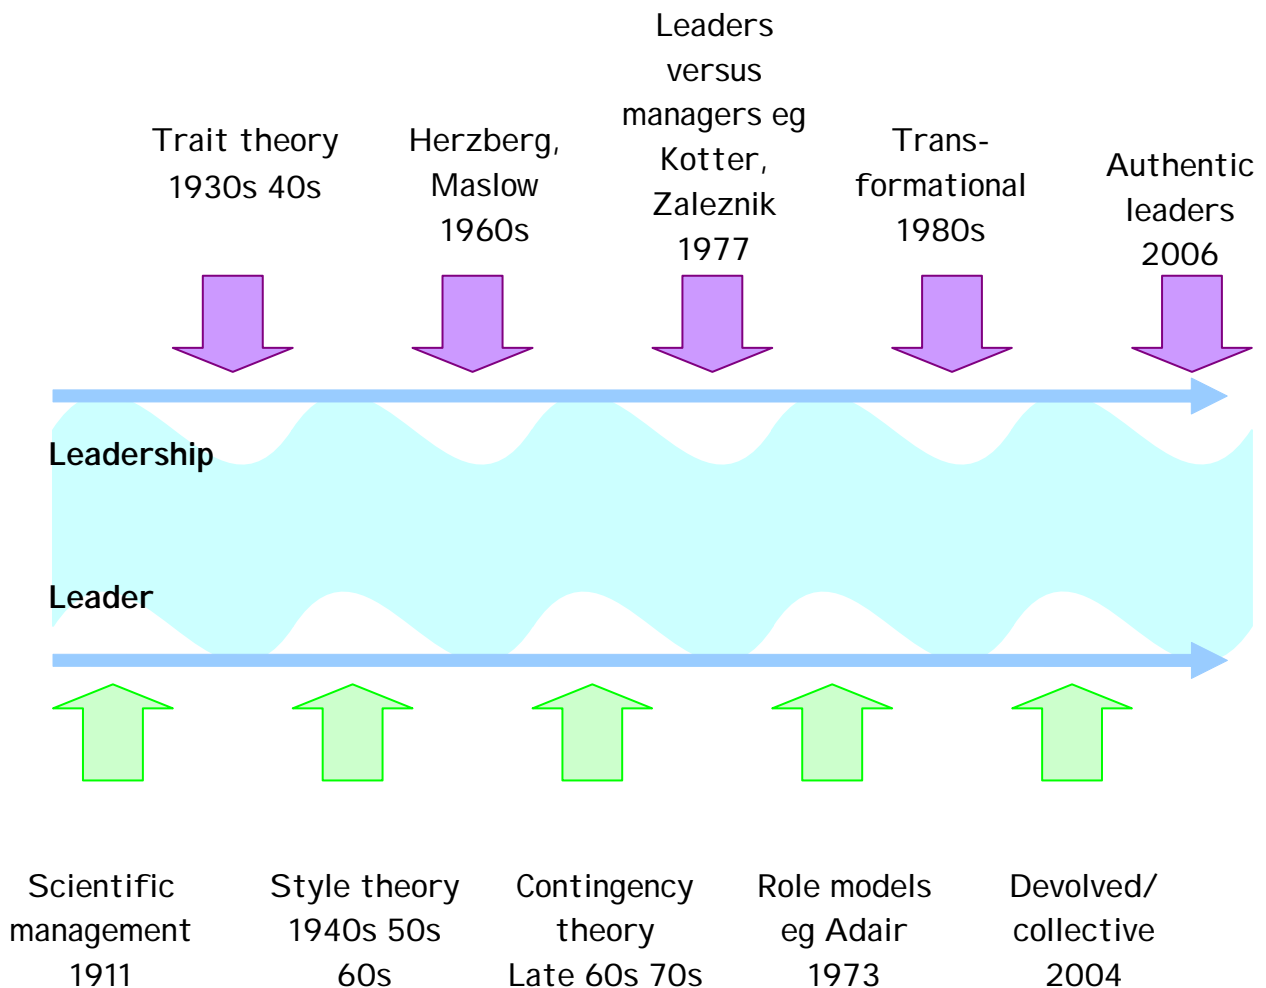 Trait theory
1930s 40s
Herzberg,
Maslow
1960s
Leaders
versus
managers eg
Kotter,
Zaleznik
1977
Trans-
formational
1980s
Authentic
leaders
2006
Leadership
Leader
Scientific
management
1911
Style theory
1940s 50s
60s
Contingency
theory
Late 60s 70s
Role models
eg Adair
1973
Devolved/
collective
2004